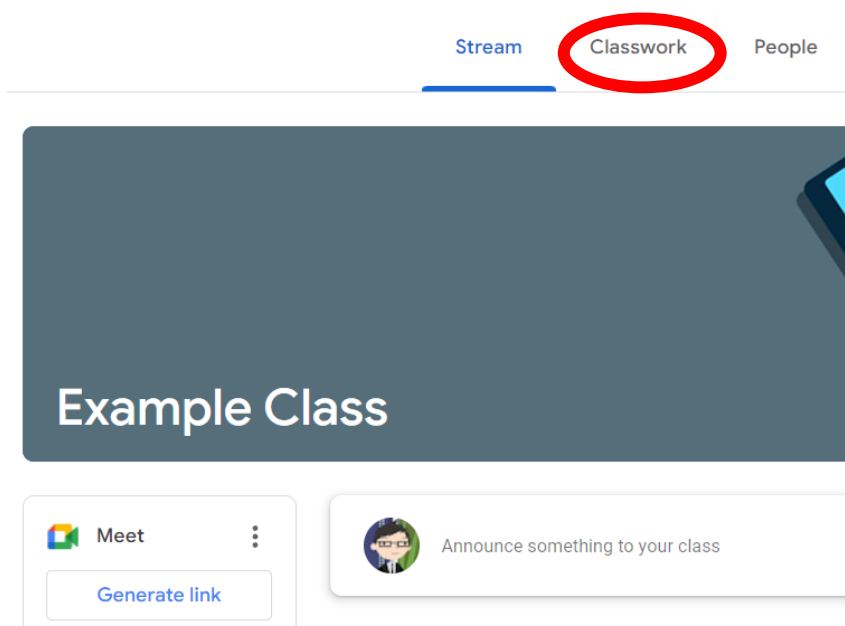 Stream Classwork People
Example Class
Meet
Announce something to your class
Generate link